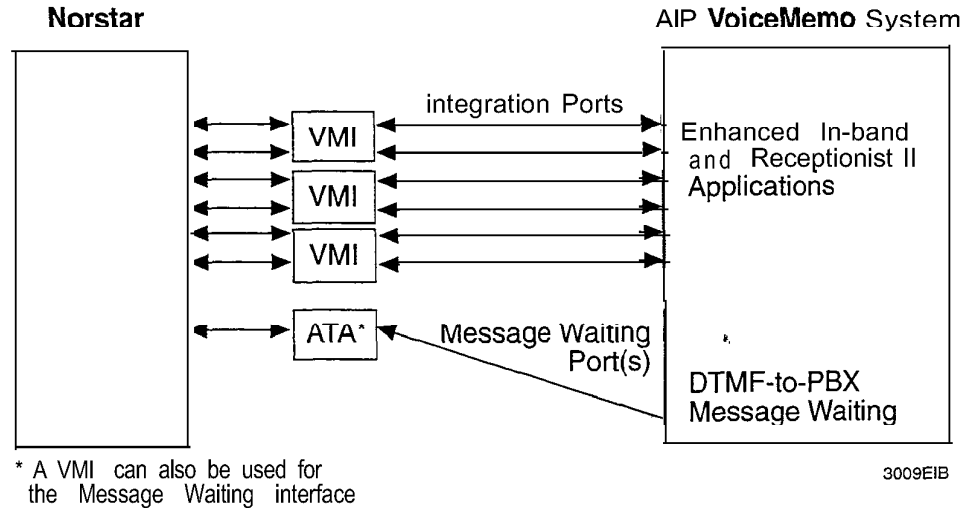 Norstar
AIP VoiceMemo System
integration Ports
VMI
VMI
VMI
ATA*
Enhanced In-band
and Receptionist II
Applications
Message Waiting
Port(s)
DTMF-to-PBX
Message Waiting
* A VMI can also be used for
the Message Waiting interface
3009EIB